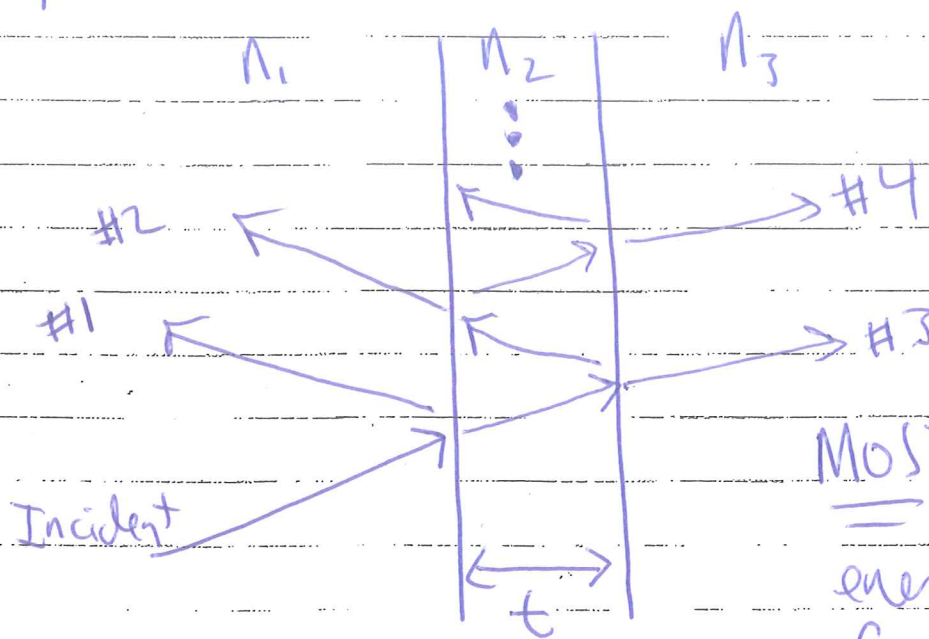 n₁ n₂ n₃
#2 #4
#1 #3
Incident
MOS
ene
t